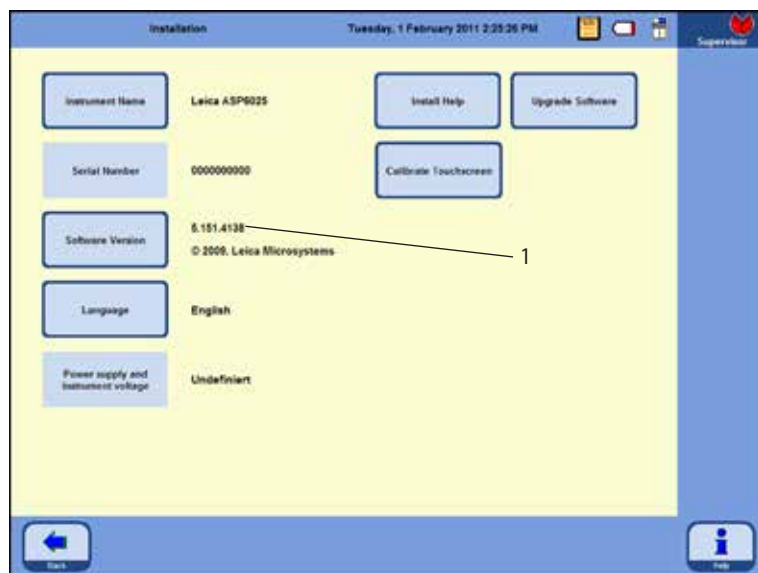 Installation
Tuesday, 1 February 2011 2:25:26 PM
Supervisor
Instrument Name
Leica ASP6025
Install Help
Upgrade Software
Serial Number
0000000000
Calibrate Touchscreen
Software Version
5.151.4138
© 2009, Leica Microsystems
1
Language
English
Power supply and
instrument voltage
Undefiniert
Back
Help